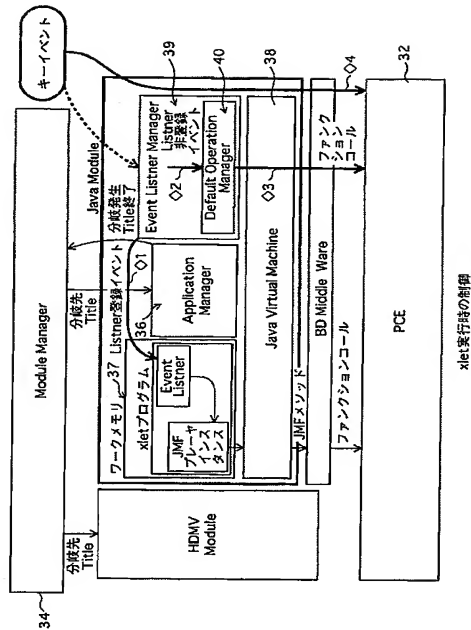 キーイベント
Module Manager
34
分岐先
Title
分岐先
Title
分岐発生
Title終了
Java Module
ワークメモリ
37
Listner登録イベント
◇1
xletプログラム
Event
Listner
JMF
プレーヤ
インス
タンス
36
Application
Manager
Event Listner Manager
39
Listner
非登録
イベント
◇2
Default Operation
Manager
40
Java Virtual Machine
38
HDMV
Module
JMFメソッド
◇3
BD Middle Ware
ファンクションコール
ファンク
ション
コール
◇4
PCE
32
xlet実行時の制御